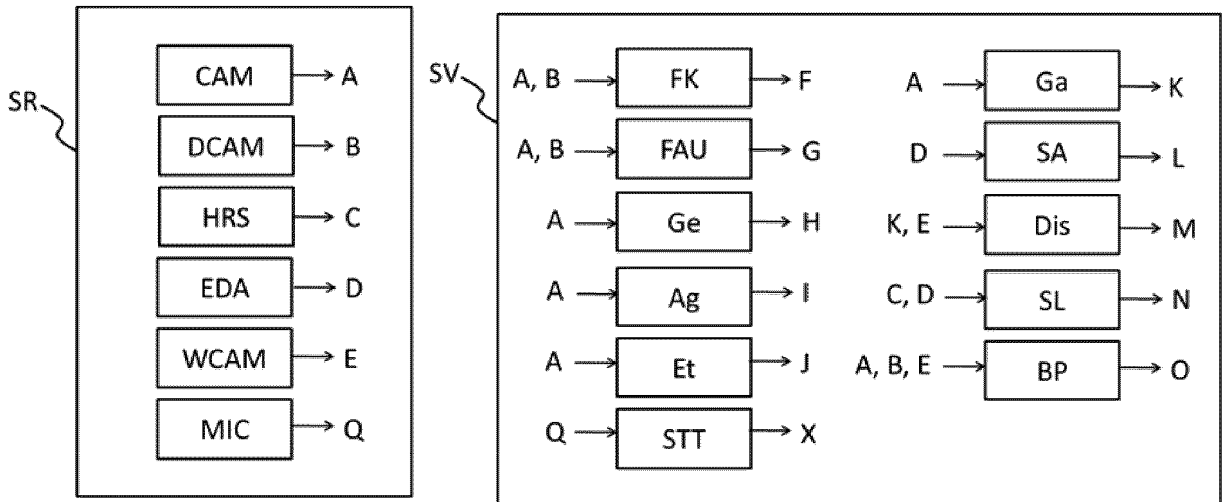 SR
CAM A
DCAM B
HRS C
EDA D
WCAM E
MIC Q
SV
A, B FK F
A, B FAU G
A Ge H
A Ag I
A Et J
Q STT X
A Ga K
D SA L
K, E Dis M
C, D SL N
A, B, E BP O